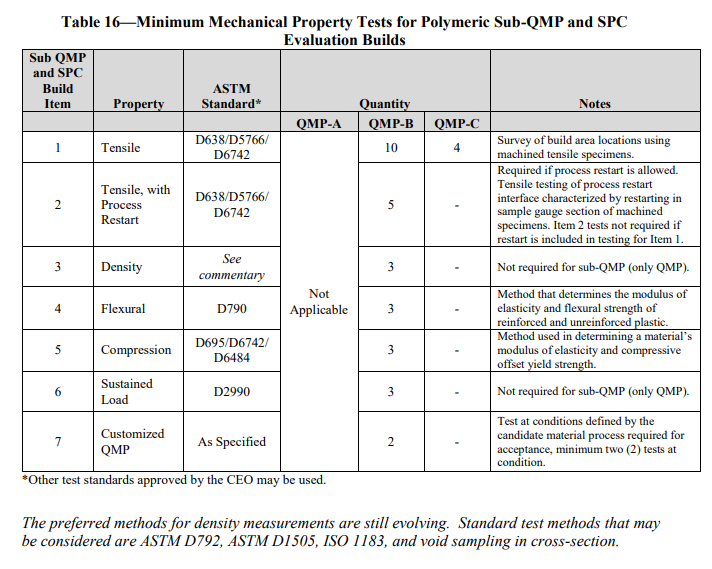 Table 16—Minimum Mechanical Property Tests for Polymeric Sub-QMP and SPC
Evaluation Builds
Sub QMP
and SPC
Build
Item
Property
ASTM
Standard*
Quantity
Notes
QMP-A
QMP-B
QMP-C
1
Tensile
D638/D5766/
D6742
Not
Applicable
10
4
Survey of build area locations using
machined tensile specimens.
2
Tensile, with
Process
Restart
D638/D5766/
D6742
5
-
Required if process restart is allowed.
Tensile testing of process restart
interface characterized by restarting in
sample gauge section of machined
specimens. Item 2 tests not required if
restart is included in testing for Item 1.
3
Density
See
commentary
3
-
Not required for sub-QMP (only QMP).
4
Flexural
D790
3
-
Method that determines the modulus of
elasticity and flexural strength of
reinforced and unreinforced plastic.
5
Compression
D695/D6742/
D6484
3
-
Method used in determining a material's
modulus of elasticity and compressive
offset yield strength.
6
Sustained
Load
D2990
3
-
Not required for sub-QMP (only QMP).
7
Customized
QMP
As Specified
2
-
Test at conditions defined by the
candidate material process required for
acceptance, minimum two (2) tests at
condition.
*Other test standards approved by the CEO may be used.
The preferred methods for density measurements are still evolving. Standard test methods that may
be considered are ASTM D792, ASTM D1505, ISO 1183, and void sampling in cross-section.